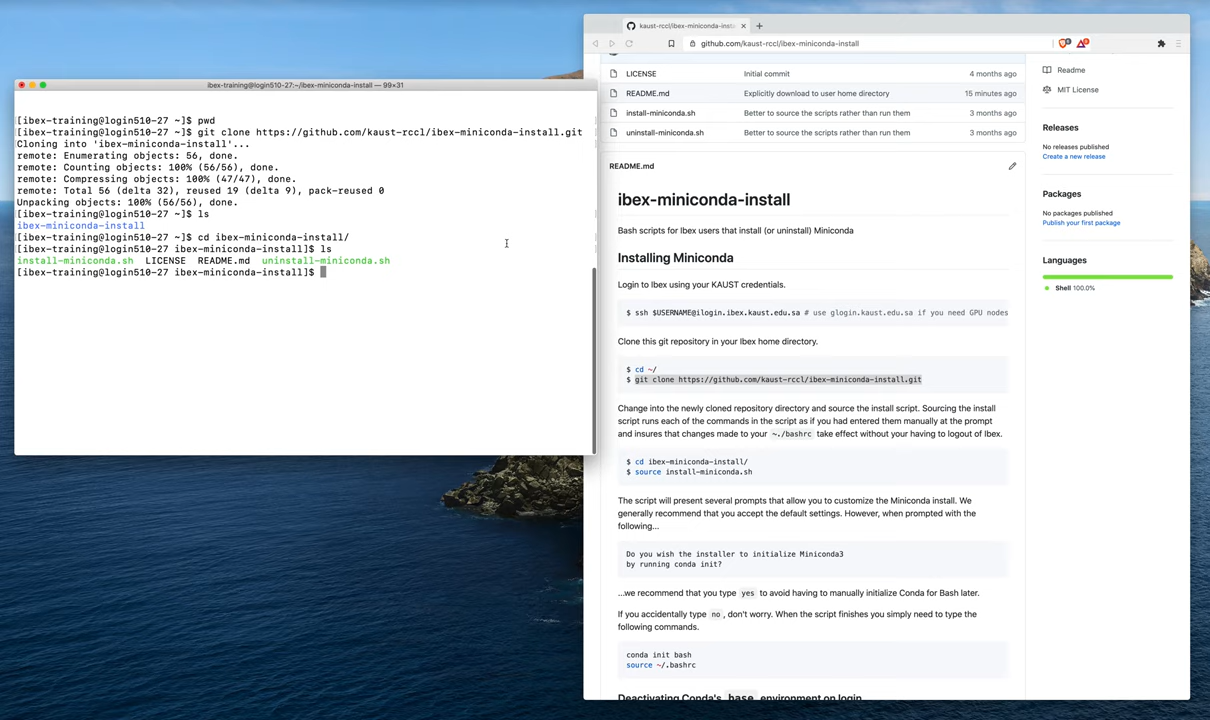 ibex-training@login510-27:~/ibex-miniconda-install — 99×31
[ibex-training@login510-27 ~]$ pwd
[ibex-training@login510-27 ~]$ git clone https://github.com/kaust-rccl/ibex-miniconda-install.git
Cloning into 'ibex-miniconda-install'...
remote: Enumerating objects: 56, done.
remote: Counting objects: 100% (56/56), done.
remote: Compressing objects: 100% (47/47), done.
remote: Total 56 (delta 32), reused 19 (delta 9), pack-reused 0
Unpacking objects: 100% (56/56), done.
[ibex-training@login510-27 ~]$ ls
ibex-miniconda-install
[ibex-training@login510-27 ~]$ cd ibex-miniconda-install/
[ibex-training@login510-27 ibex-miniconda-install]$ ls
install-miniconda.sh LICENSE README.md uninstall-miniconda.sh
[ibex-training@login510-27 ibex-miniconda-install]$
kaust-rccl/ibex-miniconda-insta
github.com/kaust-rccl/ibex-miniconda-install
LICENSE Initial commit 4 months ago
README.md Explicitly download to user home directory 15 minutes ago
install-miniconda.sh Better to source the scripts rather than run them 3 months ago
uninstall-miniconda.sh Better to source the scripts rather than run them 3 months ago
README.md
ibex-miniconda-install
Bash scripts for Ibex users that install (or uninstall) Miniconda
Installing Miniconda
Login to Ibex using your KAUST credentials.
$ ssh $USERNAME@ilogin.ibex.kaust.edu.sa # use glogin.kaust.edu.sa if you need GPU nodes
Clone this git repository in your Ibex home directory.
$ cd ~/
$ git clone https://github.com/kaust-rccl/ibex-miniconda-install.git
Change into the newly cloned repository directory and source the install script. Sourcing the install
script runs each of the commands in the script as if you had entered them manually at the prompt
and insures that changes made to your ~./bashrc take effect without your having to logout of Ibex.
$ cd ibex-miniconda-install/
$ source install-miniconda.sh
The script will present several prompts that allow you to customize the Miniconda install. We
generally recommend that you accept the default settings. However, when prompted with the
following...
Do you wish the installer to initialize Miniconda3
by running conda init?
...we recommend that you type yes to avoid having to manually initialize Conda for Bash later.
If you accidentally type no, don't worry. When the script finishes you simply need to type the
following commands.
conda init bash
source ~/.bashrc
Deactivating Conda's base environment on login
Readme
MIT License
Releases
No releases published
Create a new release
Packages
No packages published
Publish your first package
Languages
Shell 100.0%